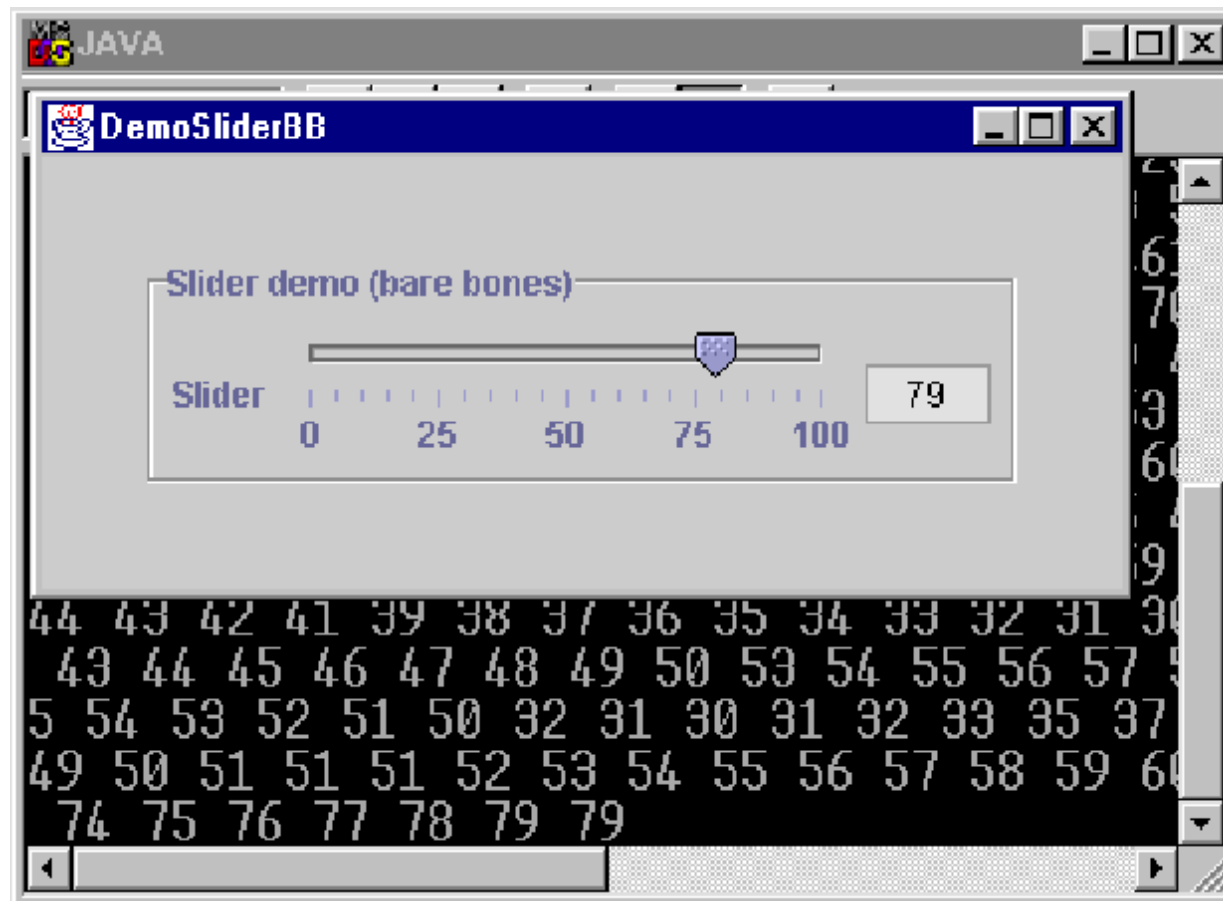 JAVA
DemoSliderBB
Slider demo (bare bones)
Slider
79
0 25 50 75 100
44 43 42 41 39 38 37 36 35 34 33 32 31
43 44 45 46 47 48 49 50 53 54 55 56 57
5 54 53 52 51 50 32 31 30 31 32 33 35 37
49 50 51 51 51 52 53 54 55 56 57 58 59
74 75 76 77 78 79 79